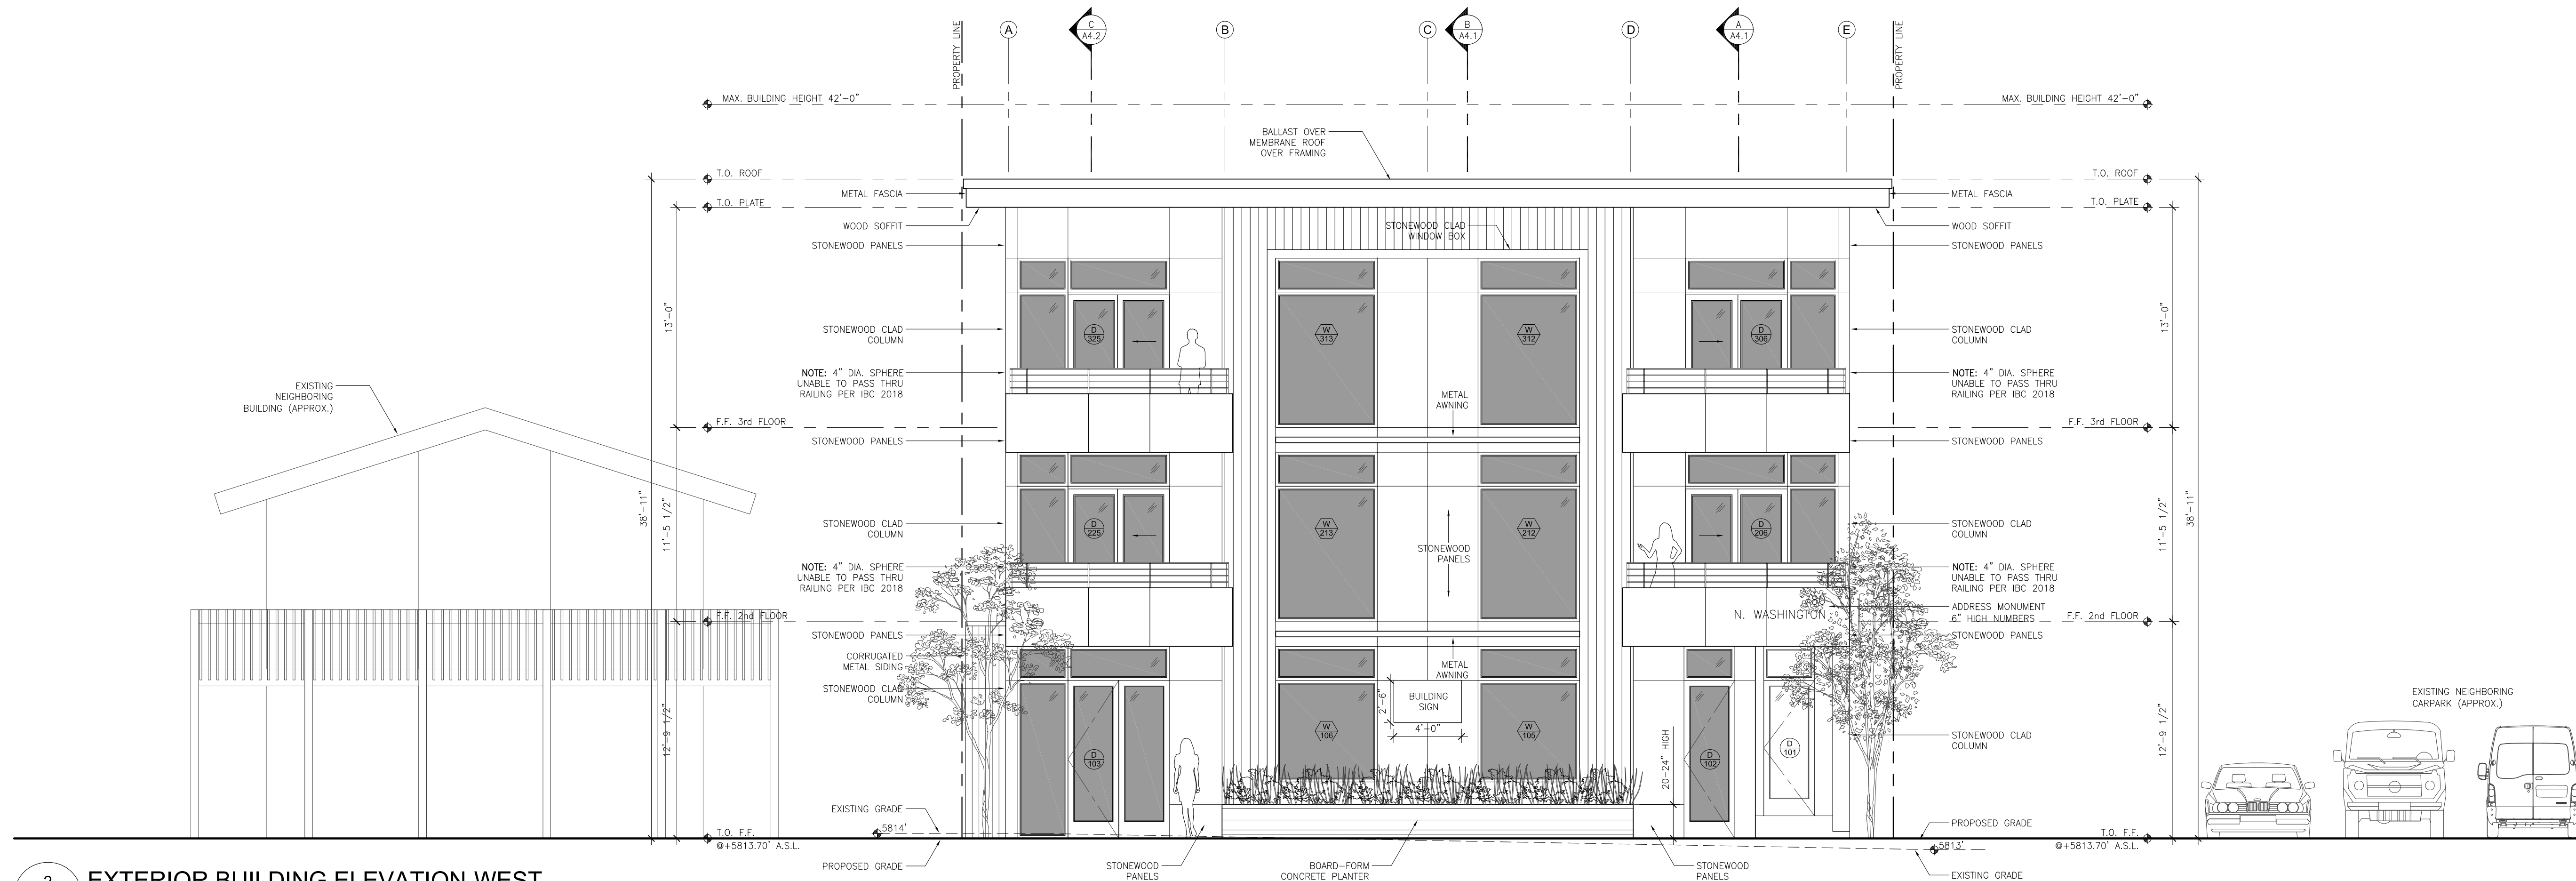 PROPERTY LINE
A
C
A4.2
B
C
B
A4.1
D
A
A4.1
E
PROPERTY LINE
MAX. BUILDING HEIGHT 42'-0"
MAX. BUILDING HEIGHT 42'-0"
BALLAST OVER
MEMBRANE ROOF
OVER FRAMING
T.O. ROOF
T.O. ROOF
METAL FASCIA
METAL FASCIA
T.O. PLATE
T.O. PLATE
WOOD SOFFIT
STONEWOOD CLAD
WINDOW BOX
WOOD SOFFIT
STONEWOOD PANELS
STONEWOOD PANELS
13'-0"
13'-0"
STONEWOOD CLAD
COLUMN
D
325
W
313
W
312
D
306
STONEWOOD CLAD
COLUMN
NOTE: 4" DIA. SPHERE
UNABLE TO PASS THRU
RAILING PER IBC 2018
NOTE: 4" DIA. SPHERE
UNABLE TO PASS THRU
RAILING PER IBC 2018
EXISTING
NEIGHBORING
BUILDING (APPROX.)
METAL
AWNING
F.F. 3rd FLOOR
F.F. 3rd FLOOR
STONEWOOD PANELS
STONEWOOD PANELS
38'-11"
11'-5 1/2"
11'-5 1/2"
38'-11"
STONEWOOD CLAD
COLUMN
D
225
W
213
W
212
D
206
STONEWOOD CLAD
COLUMN
STONEWOOD
PANELS
NOTE: 4" DIA. SPHERE
UNABLE TO PASS THRU
RAILING PER IBC 2018
NOTE: 4" DIA. SPHERE
UNABLE TO PASS THRU
RAILING PER IBC 2018
N. WASHINGTON
ADDRESS MONUMENT
6" HIGH NUMBERS
F.F. 2nd FLOOR
F.F. 2nd FLOOR
STONEWOOD PANELS
STONEWOOD PANELS
CORRUGATED
METAL SIDING
METAL
AWNING
STONEWOOD CLAD
COLUMN
2'-6"
BUILDING
SIGN
4'-0"
EXISTING NEIGHBORING
CARPARK (APPROX.)
12'-9 1/2"
12'-9 1/2"
D
103
W
106
W
105
20-24" HIGH
D
102
D
101
STONEWOOD CLAD
COLUMN
EXISTING GRADE
5814'
PROPOSED GRADE
T.O. F.F.
@+5813.70' A.S.L.
T.O. F.F.
@+5813.70' A.S.L.
5813'
PROPOSED GRADE
STONEWOOD
PANELS
BOARD-FORM
CONCRETE PLANTER
STONEWOOD
PANELS
EXISTING GRADE
2
EXTERIOR BUILDING ELEVATION WEST